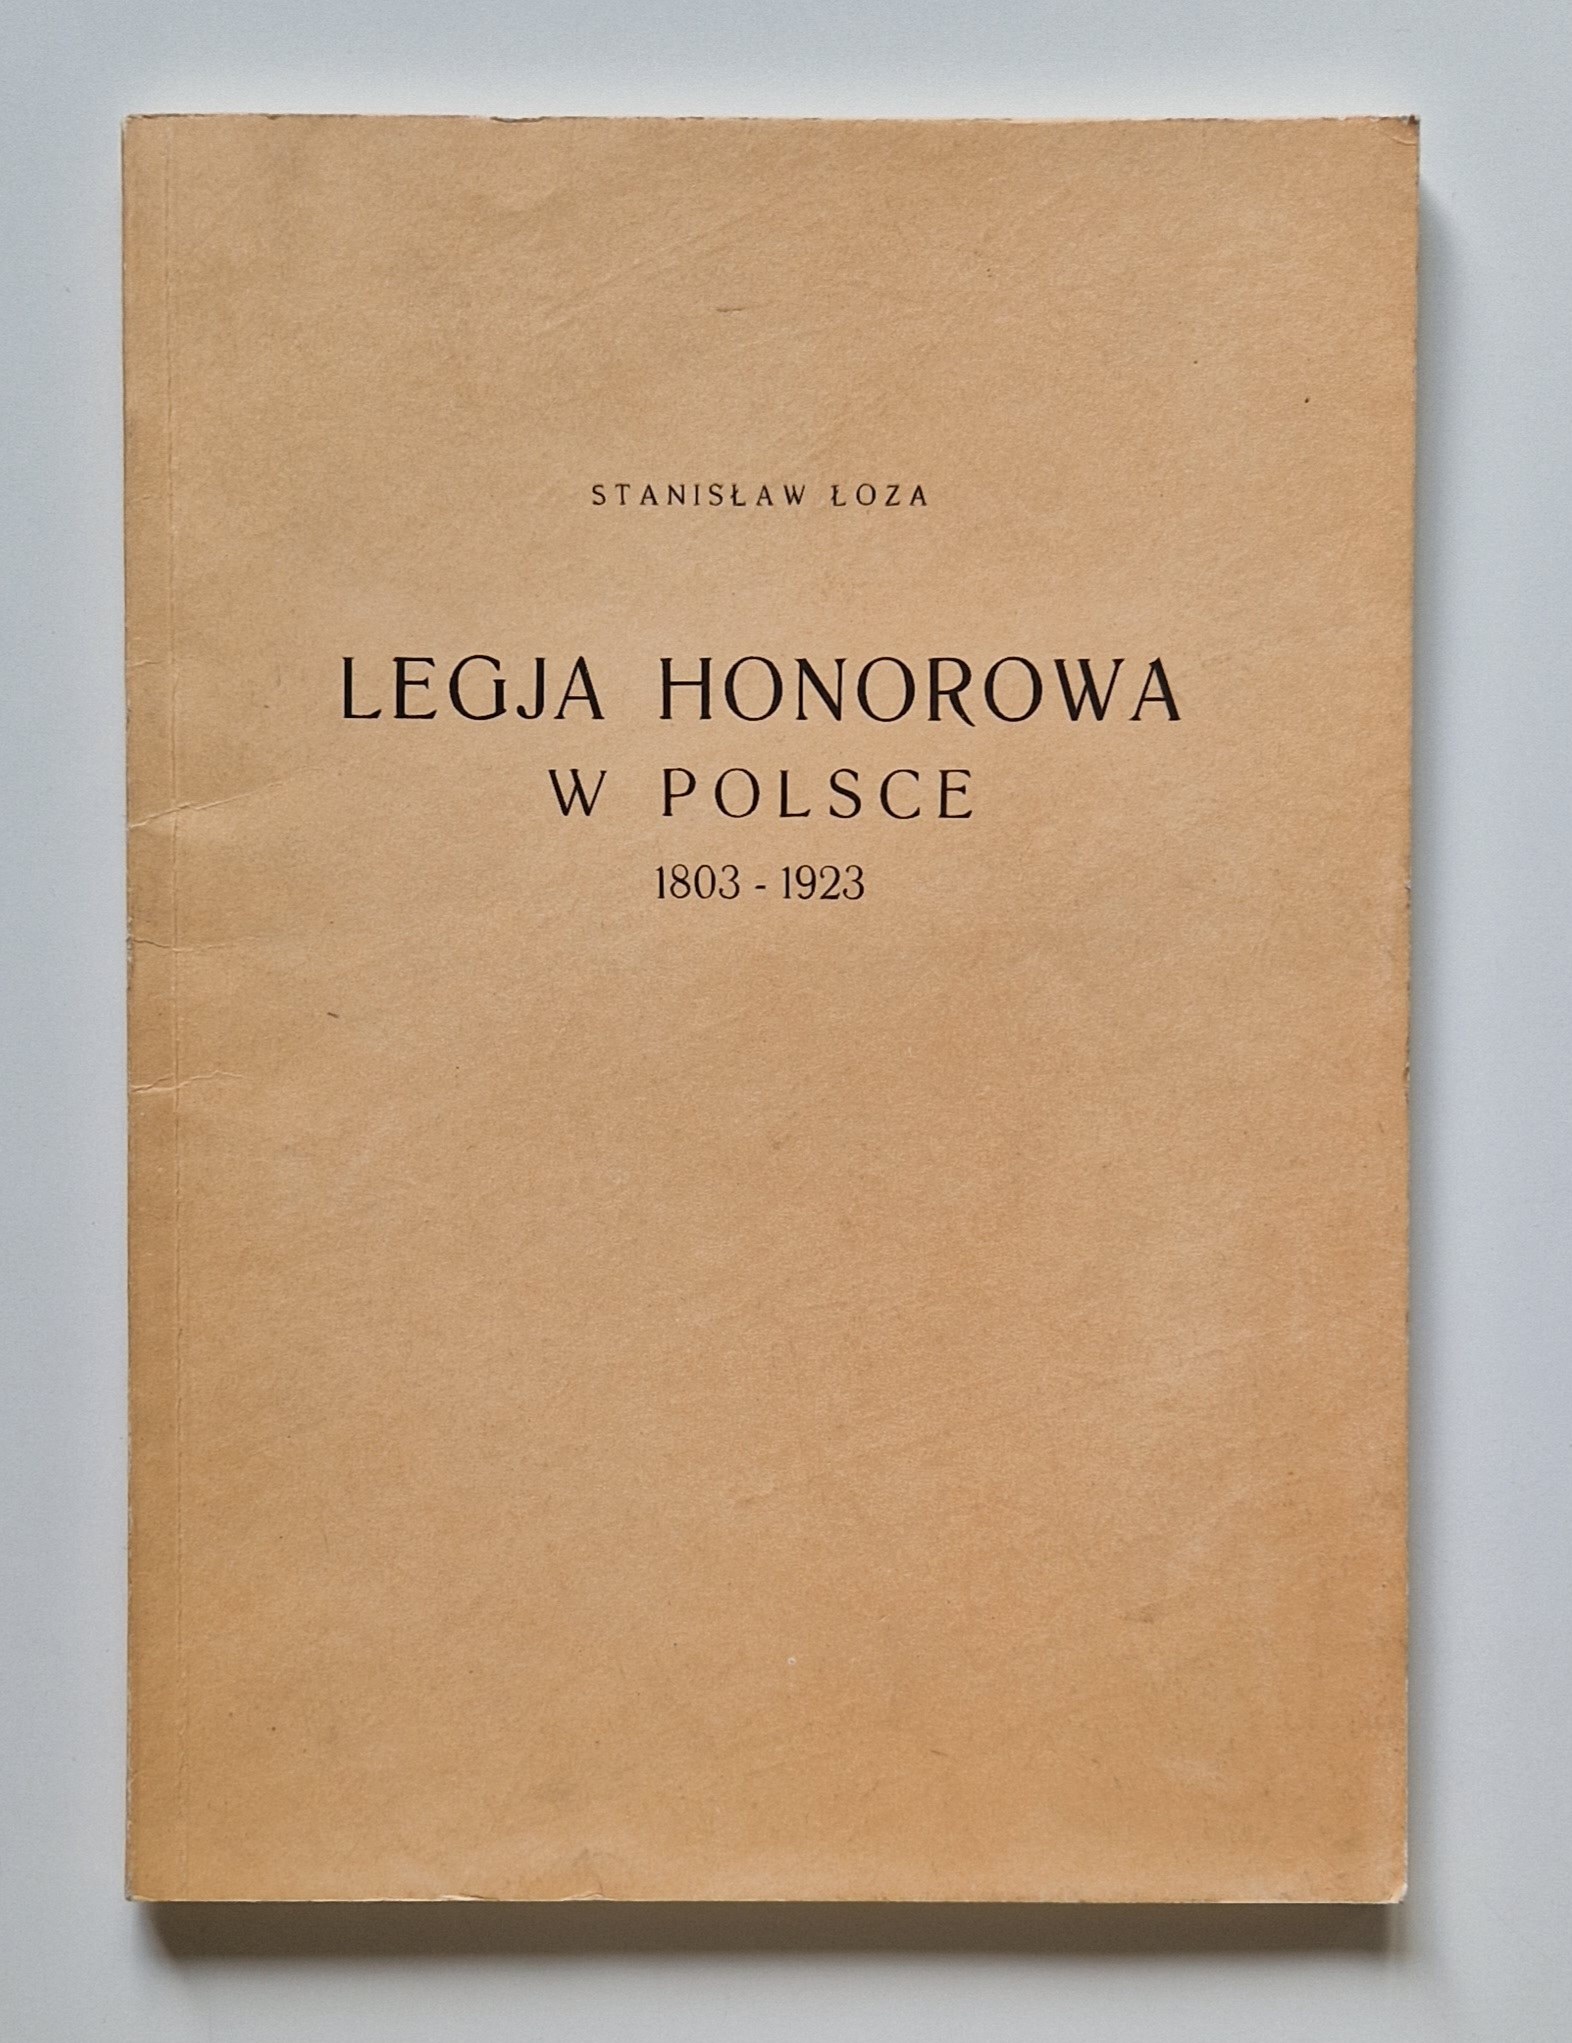 STANISŁAW ŁOZA
LEGJA HONOROWA
W POLSCE
1803 - 1923